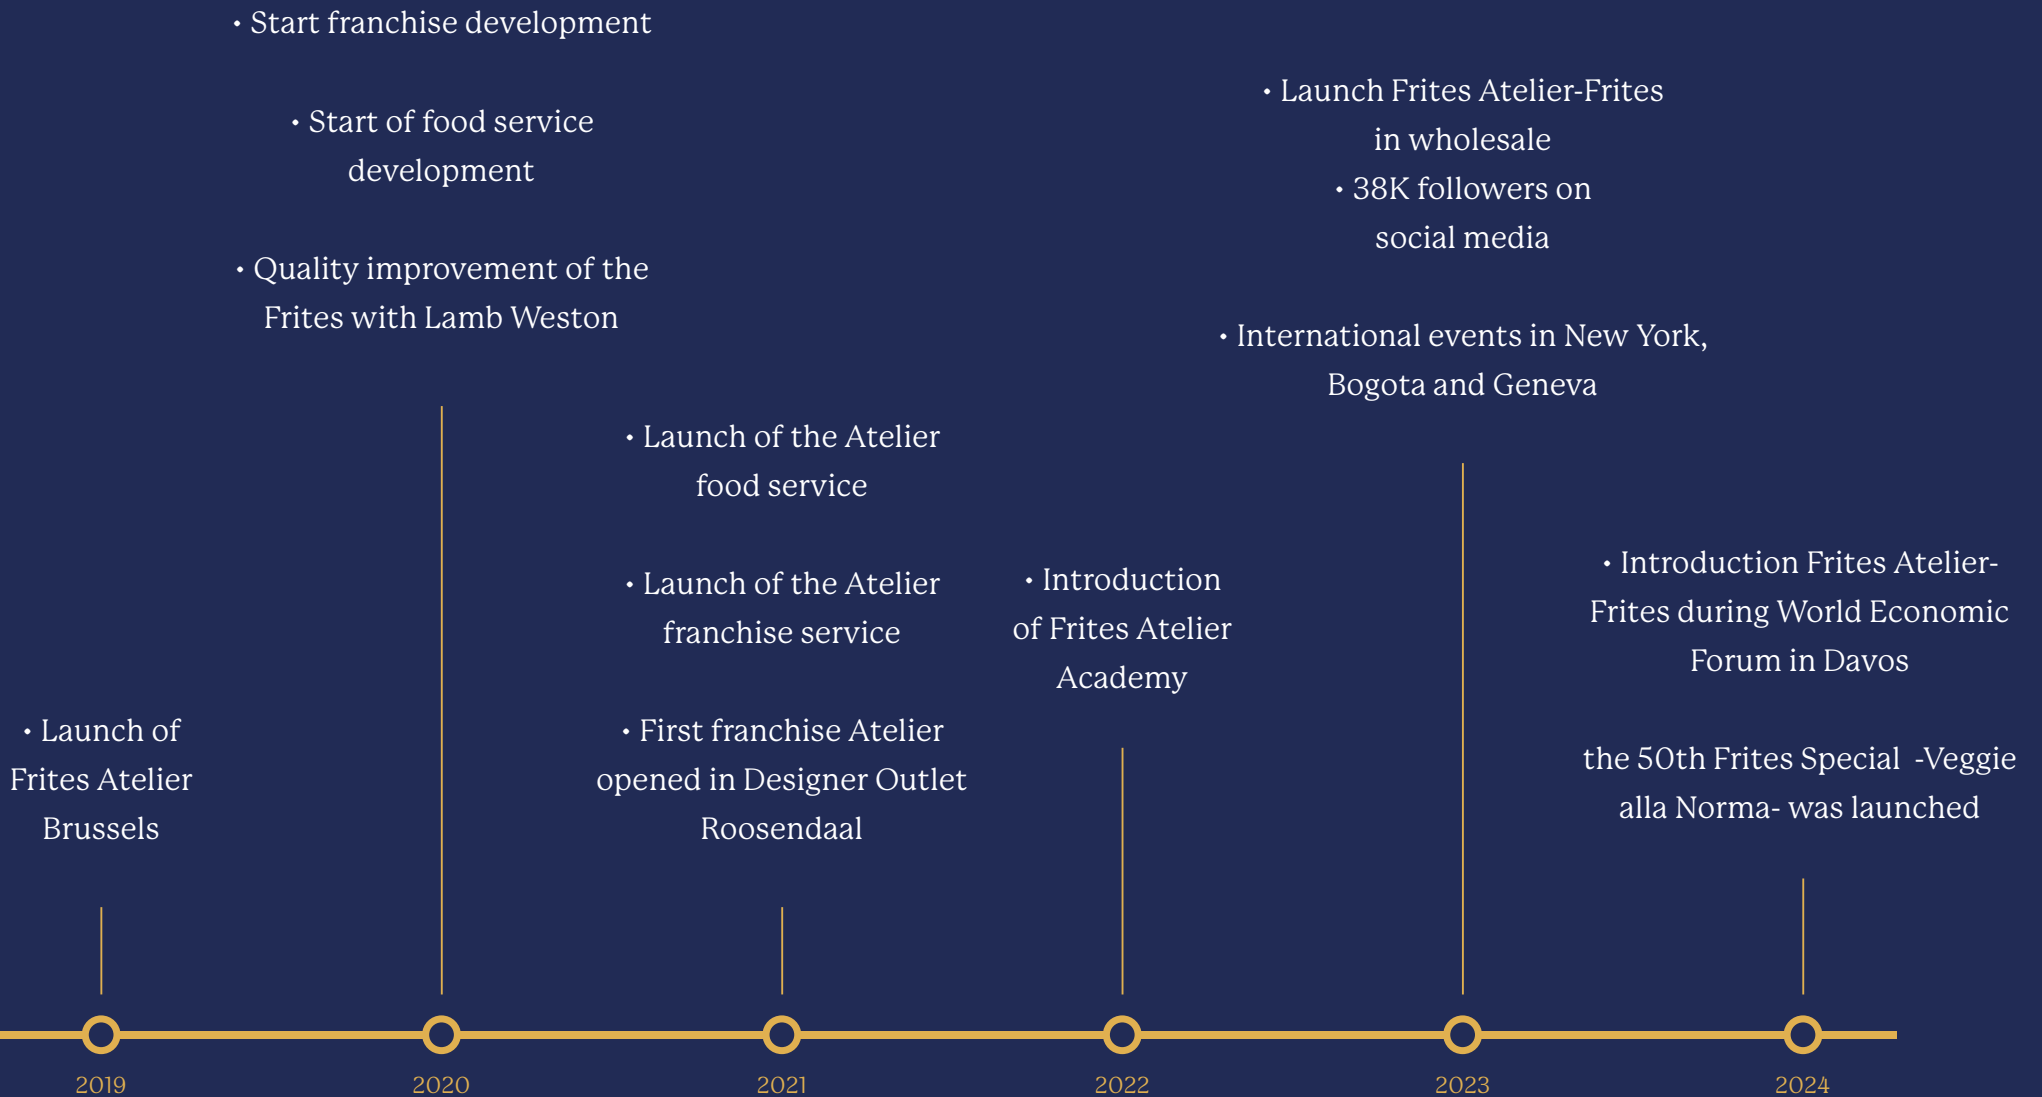 • Launch of
Frites Atelier
Brussels
• Start franchise development
• Start of food service
development
• Quality improvement of the
Frites with Lamb Weston
• Launch of the Atelier
food service
• Launch of the Atelier
franchise service
• First franchise Atelier
opened in Designer Outlet
Roosendaal
• Introduction
of Frites Atelier
Academy
• Launch Frites Atelier-Frites
in wholesale
• 38K followers on
social media
• International events in New York,
Bogota and Geneva
• Introduction Frites Atelier-
Frites during World Economic
Forum in Davos
the 50th Frites Special  -Veggie
alla Norma- was launched
2019
2020
2021
2022
2023
2024